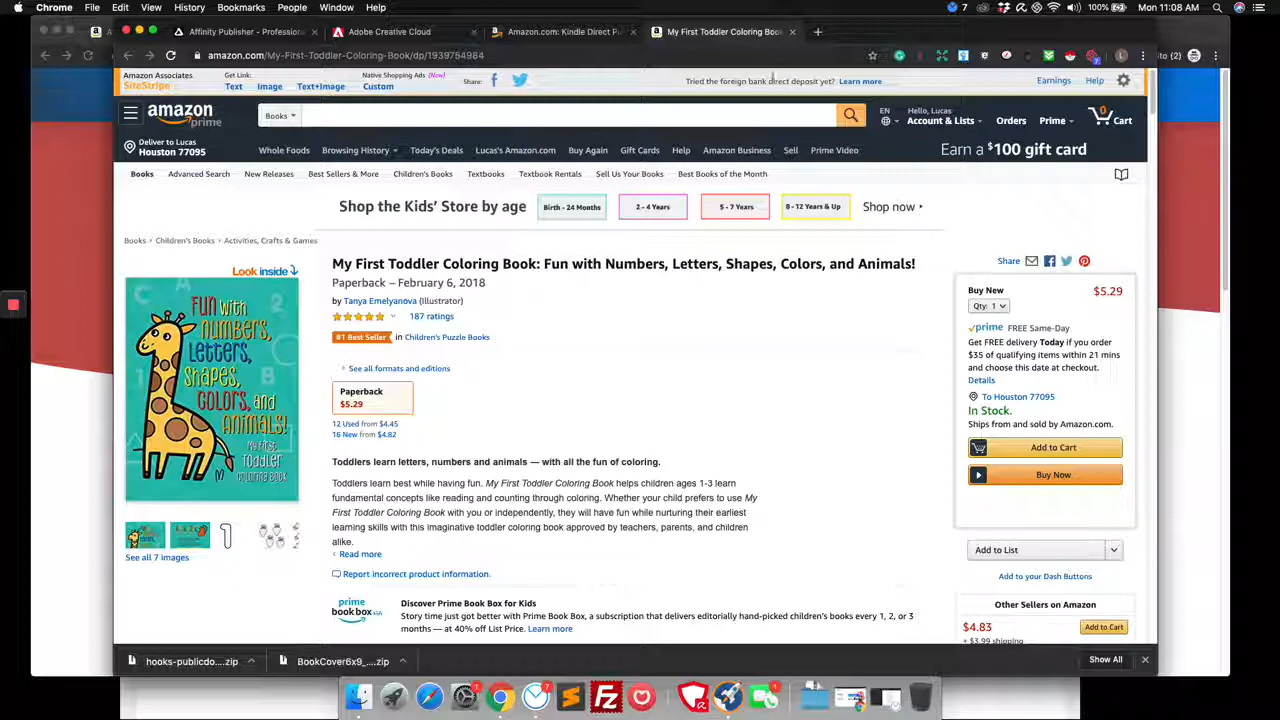 Chrome File Edit View History Bookmarks People Window Help
7 100% Mon 11:08 AM
Affinity Publisher - Profession
Adobe Creative Cloud
Amazon.com: Kindle Direct Pu
My First Toddler Coloring Book
amazon.com/My-First-Toddler-Coloring-Book/dp/1939754984
ito (2)
Amazon Associates
SiteStripe
Get Link:
Text Image Text+Image
Native Shopping Ads (New)
Custom
Share:
Tried the foreign bank direct deposit yet? Learn more
Earnings Help
amazon
prime
Books
EN
Hello, Lucas
Account & Lists
Orders
Prime
0
Cart
Deliver to Lucas
Houston 77095
Whole Foods Browsing History Today's Deals Lucas's Amazon.com Buy Again Gift Cards Help Amazon Business Sell Prime Video
Earn a $100 gift card
Books Advanced Search New Releases Best Sellers & More Children's Books Textbooks Textbook Rentals Sell Us Your Books Best Books of the Month
Shop the Kids' Store by age
Birth - 24 Months
2 - 4 Years
5 - 7 Years
8 - 12 Years & Up
Shop now
Books › Children's Books › Activities, Crafts & Games
Look inside
FUN with
numbers,
Letters,
SHapes,
COLORS, and
ANIMALS!
My First
Toddler
COLORING BOOK
See all 7 images
My First Toddler Coloring Book: Fun with Numbers, Letters, Shapes, Colors, and Animals!
Paperback – February 6, 2018
by Tanya Emelyanova (Illustrator)
187 ratings
#1 Best Seller in Children's Puzzle Books
See all formats and editions
Paperback
$5.29
12 Used from $4.45
16 New from $4.82
Toddlers learn letters, numbers and animals — with all the fun of coloring.
Toddlers learn best while having fun. My First Toddler Coloring Book helps children ages 1-3 learn
fundamental concepts like reading and counting through coloring. Whether your child prefers to use My
First Toddler Coloring Book with you or independently, they will have fun while nurturing their earliest
learning skills with this imaginative toddler coloring book approved by teachers, parents, and children
alike.
Read more
Report incorrect product information.
prime
book box
Discover Prime Book Box for Kids
Story time just got better with Prime Book Box, a subscription that delivers editorially hand-picked children's books every 1, 2, or 3
months — at 40% off List Price. Learn more
Share
Buy New
$5.29
Qty: 1
prime FREE Same-Day
Get FREE delivery Today if you order
$35 of qualifying items within 21 mins
and choose this date at checkout.
Details
To Houston 77095
In Stock.
Ships from and sold by Amazon.com.
Add to Cart
Buy Now
Add to List
Add to your Dash Buttons
Other Sellers on Amazon
$4.83
Add to Cart
+ $3.99 shipping
hooks-publicdo....zip
BookCover6x9_....zip
Show All